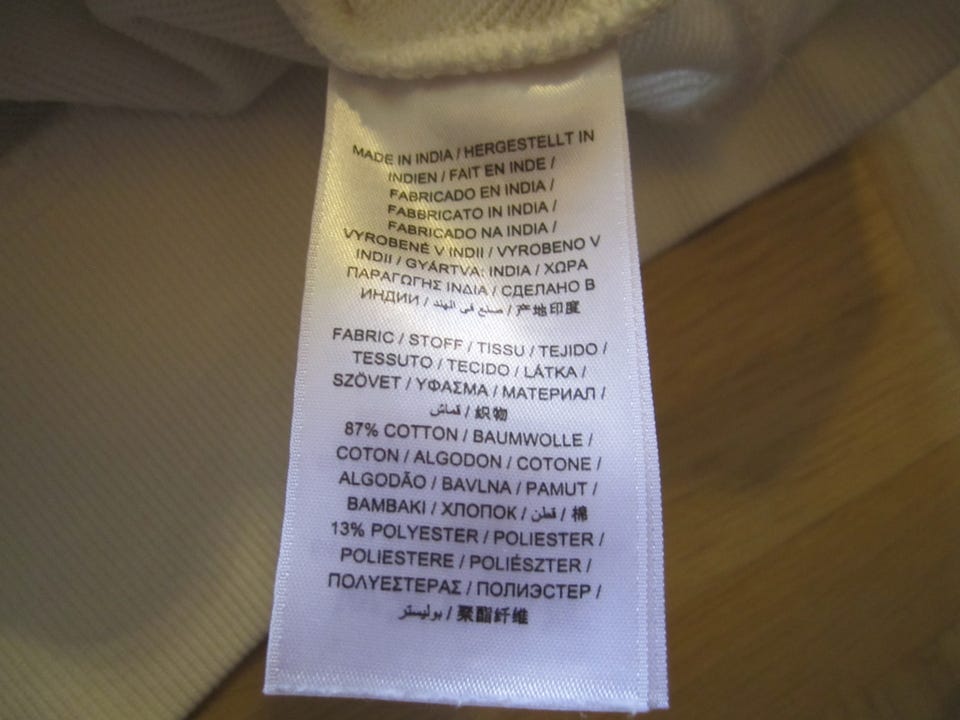 MADE IN INDIA / HERGESTELLT IN
INDIEN / FAIT EN INDE /
FABRICADO EN INDIA /
FABBRICATO IN INDIA /
FABRICADO NA INDIA /
VYROBENÉ V INDII / VYROBENO V
INDII / GYÁRTVA: INDIA / ΧΩΡΑ
ΠΑΡΑΓΩΓΗΣ ΙΝΔΙΑ / СДЕЛАНО В
ИНДИИ / صنع في الهند / 产地印度
FABRIC / STOFF / TISSU / TEJIDO /
TESSUTO / TECIDO / LÁTKA /
SZÖVET / ΥΦΑΣΜΑ / МАТЕРИАЛ /
قماش / 织物
87% COTTON / BAUMWOLLE /
COTON / ALGODON / COTONE /
ALGODÃO / BAVLNA / PAMUT /
ΒΑΜΒΑΚΙ / ХЛОПОК / قطن / 棉
13% POLYESTER / POLIESTER /
POLIESTERE / POLIÉSZTER /
ΠΟΛΥΕΣΤΕΡΑΣ / ПОЛИЭСТЕР /
بوليستر / 聚酯纤维